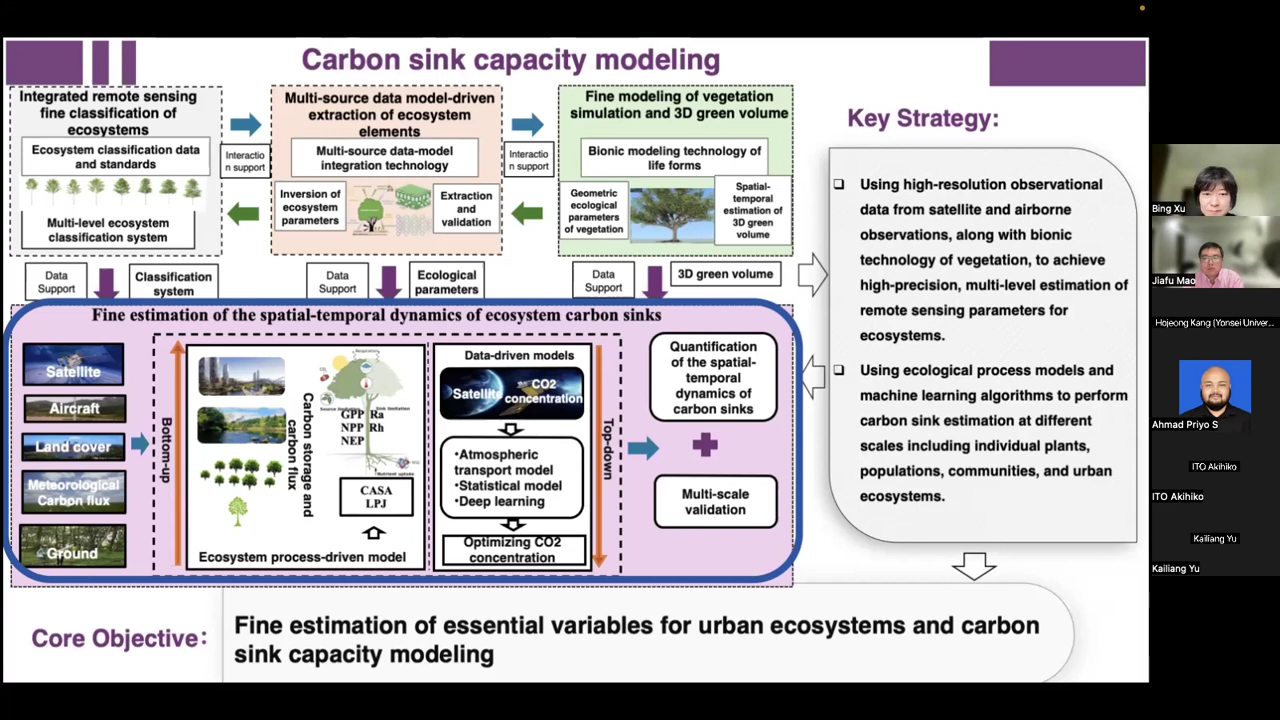 Carbon sink capacity modeling
Integrated remote sensing
fine classification of
ecosystems
Ecosystem classification data
and standards
Multi-level ecosystem
classification system
Interactio
n support
Multi-source data model-driven
extraction of ecosystem
elements
Multi-source data-model
integration technology
Inversion of
ecosystem
parameters
Extraction
and
validation
Interactio
n support
Fine modeling of vegetation
simulation and 3D green volume
Bionic modeling technology of
life forms
Geometric
ecological
parameters
of vegetation
Spatial-
temporal
estimation of
3D green
volume
Data
Support
Classification
system
Data
Support
Ecological
parameters
Data
Support
3D green volume
Fine estimation of the spatial-temporal dynamics of ecosystem carbon sinks
Satellite
Aircraft
Land cover
Meteorological
Carbon flux
Ground
Bottom-up
Carbon storage and
carbon flux
GPP Ra
NPP Rh
NEP
Nutrient uptake
CASA
LPJ
Ecosystem process-driven model
Data-driven models
Satellite
CO2
concentration
•Atmospheric
transport model
•Statistical model
•Deep learning
Optimizing CO2
concentration
Top-down
Quantification
of the spatial-
temporal
dynamics of
carbon sinks
Multi-scale
validation
Key Strategy:
Using high-resolution observational
data from satellite and airborne
observations, along with bionic
technology of vegetation, to achieve
high-precision, multi-level estimation of
remote sensing parameters for
ecosystems.
Using ecological process models and
machine learning algorithms to perform
carbon sink estimation at different
scales including individual plants,
populations, communities, and urban
ecosystems.
Core Objective:
Fine estimation of essential variables for urban ecosystems and carbon
sink capacity modeling
Bing Xu
Jiafu Mao
Hojeong Kang (Yonsei Univer...
Ahmad Priyo S
ITO Akihiko
ITO Akihiko
Kailiang Yu
Kailiang Yu